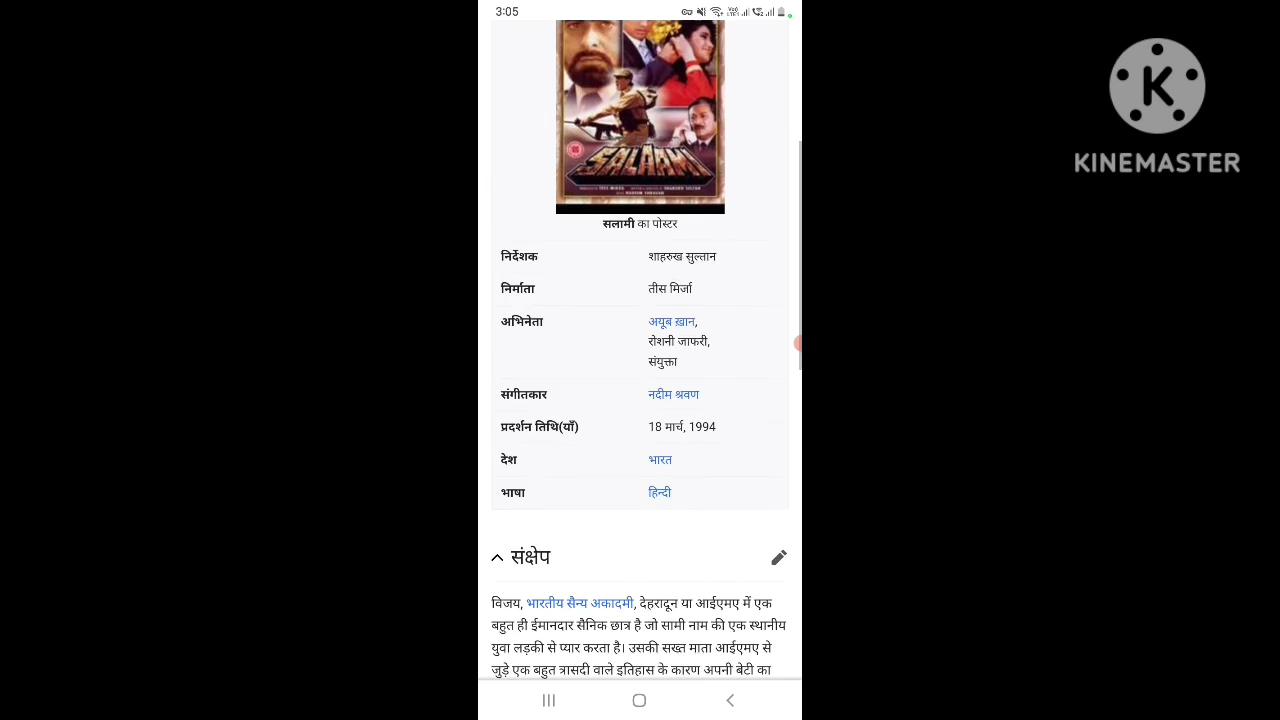 3:05
SALAAMI
सलामी का पोस्टर
निर्देशक शाहरुख सुल्तान
निर्माता तीस मिर्जा
अभिनेता अयूब ख़ान,
रोशनी जाफरी,
संयुक्ता
संगीतकार नदीम श्रवण
प्रदर्शन तिथि(याँ) 18 मार्च, 1994
देश भारत
भाषा हिन्दी
संक्षेप
विजय, भारतीय सैन्य अकादमी, देहरादून या आईएमए में एक
बहुत ही ईमानदार सैनिक छात्र है जो सामी नाम की एक स्थानीय
युवा लड़की से प्यार करता है। उसकी सख्त माता आईएमए से
जुड़े एक बहुत त्रासदी वाले इतिहास के कारण अपनी बेटी का
K
KINEMASTER